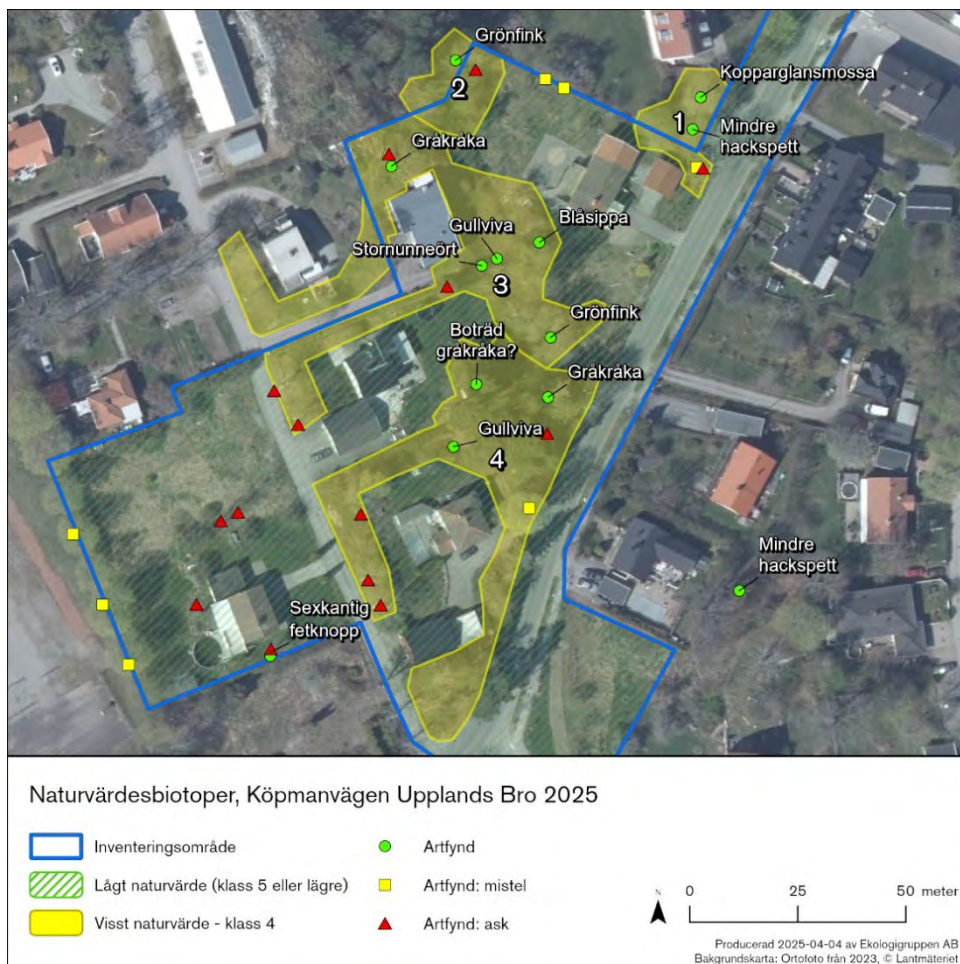 Grönfink
2
Kopparglansmossa
1
Mindre
hackspett
Gråkråka
Gullviva
Blåsippa
Stornunneört
3
Grönfink
Boträd
gråkråka?
Gråkråka
Gullviva
4
Mindre
hackspett
Sexkantig
fetknopp
Naturvärdesbiotoper, Köpmanvägen Upplands Bro 2025
Inventeringsområde
Lågt naturvärde (klass 5 eller lägre)
Visst naturvärde - klass 4
Artfynd
Artfynd: mistel
Artfynd: ask
N
0 25 50 meter
Producerad 2025-04-04 av Ekologigruppen AB
Bakgrundskarta: Ortofoto från 2023, © Lantmäteriet